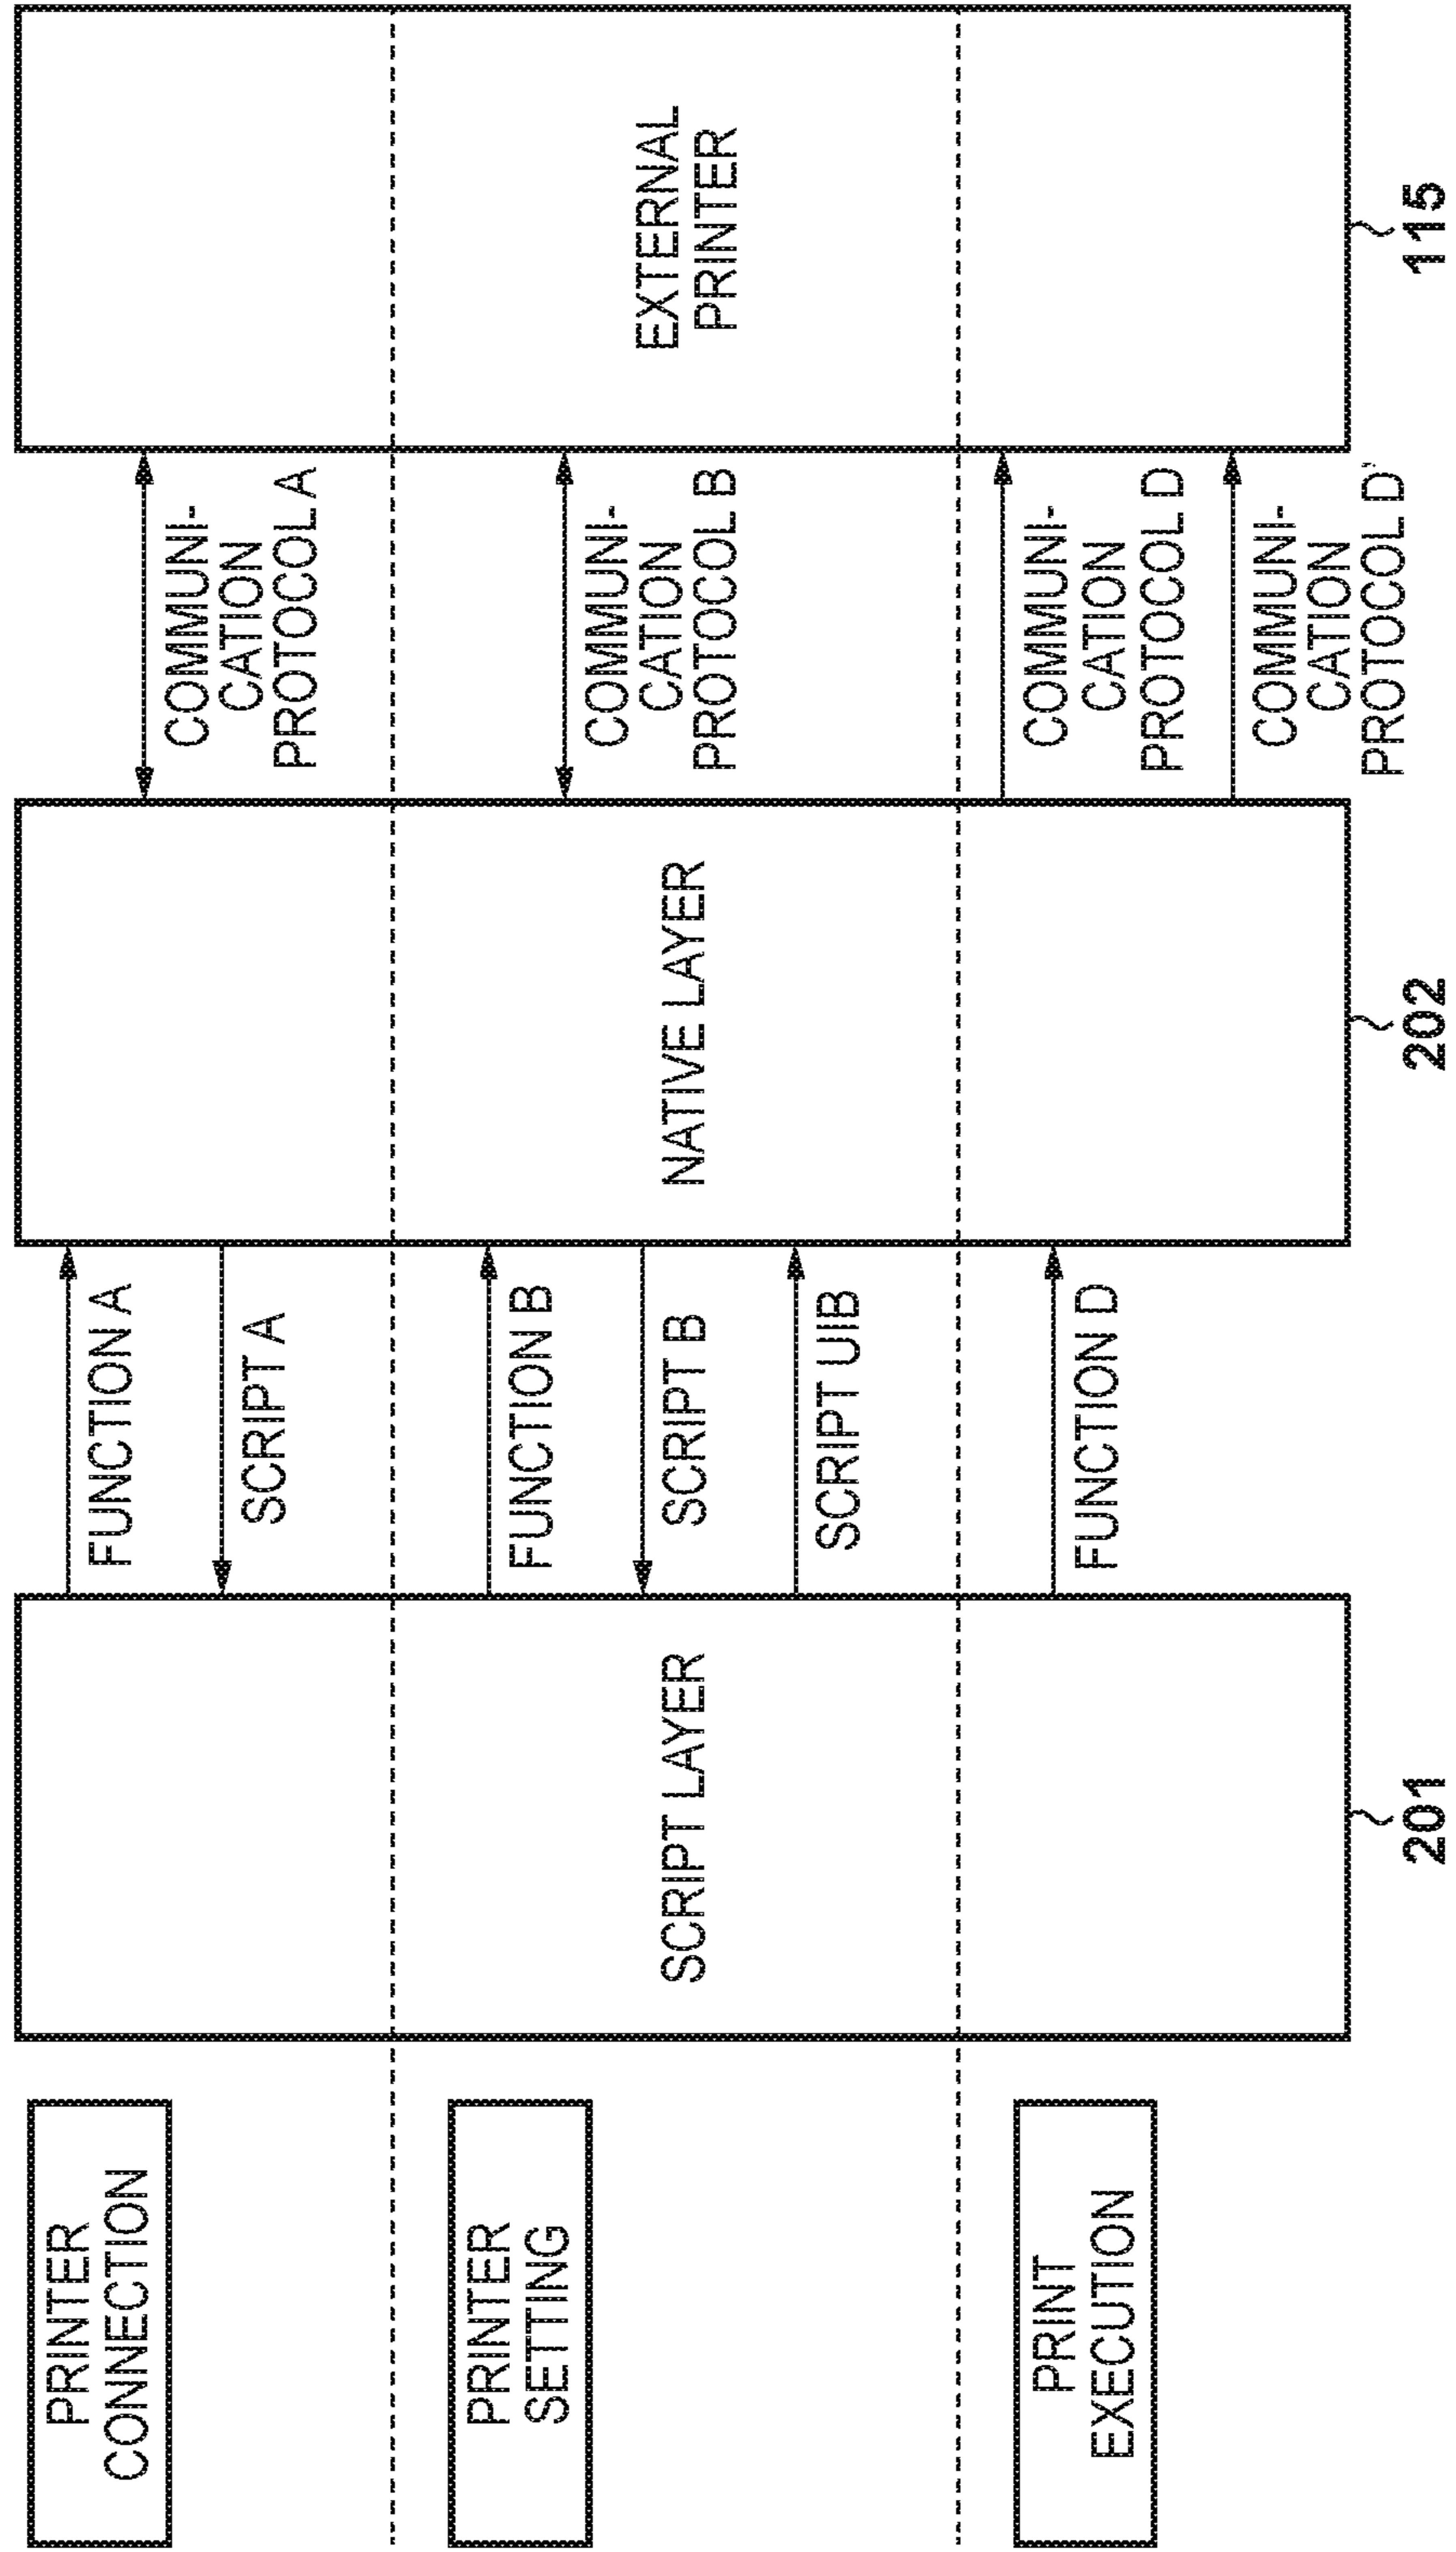 PRINTER
CONNECTION
FUNCTION A
SCRIPT A
COMMUNI-
CATION
PROTOCOL A
PRINTER
SETTING
FUNCTION B
SCRIPT B
SCRIPT UIB
COMMUNI-
CATION
PROTOCOL B
SCRIPT LAYER
NATIVE LAYER
EXTERNAL
PRINTER
PRINT
EXECUTION
FUNCTION D
COMMUNI-
CATION
PROTOCOL D
COMMUNI-
CATION
PROTOCOL D'
201
202
115